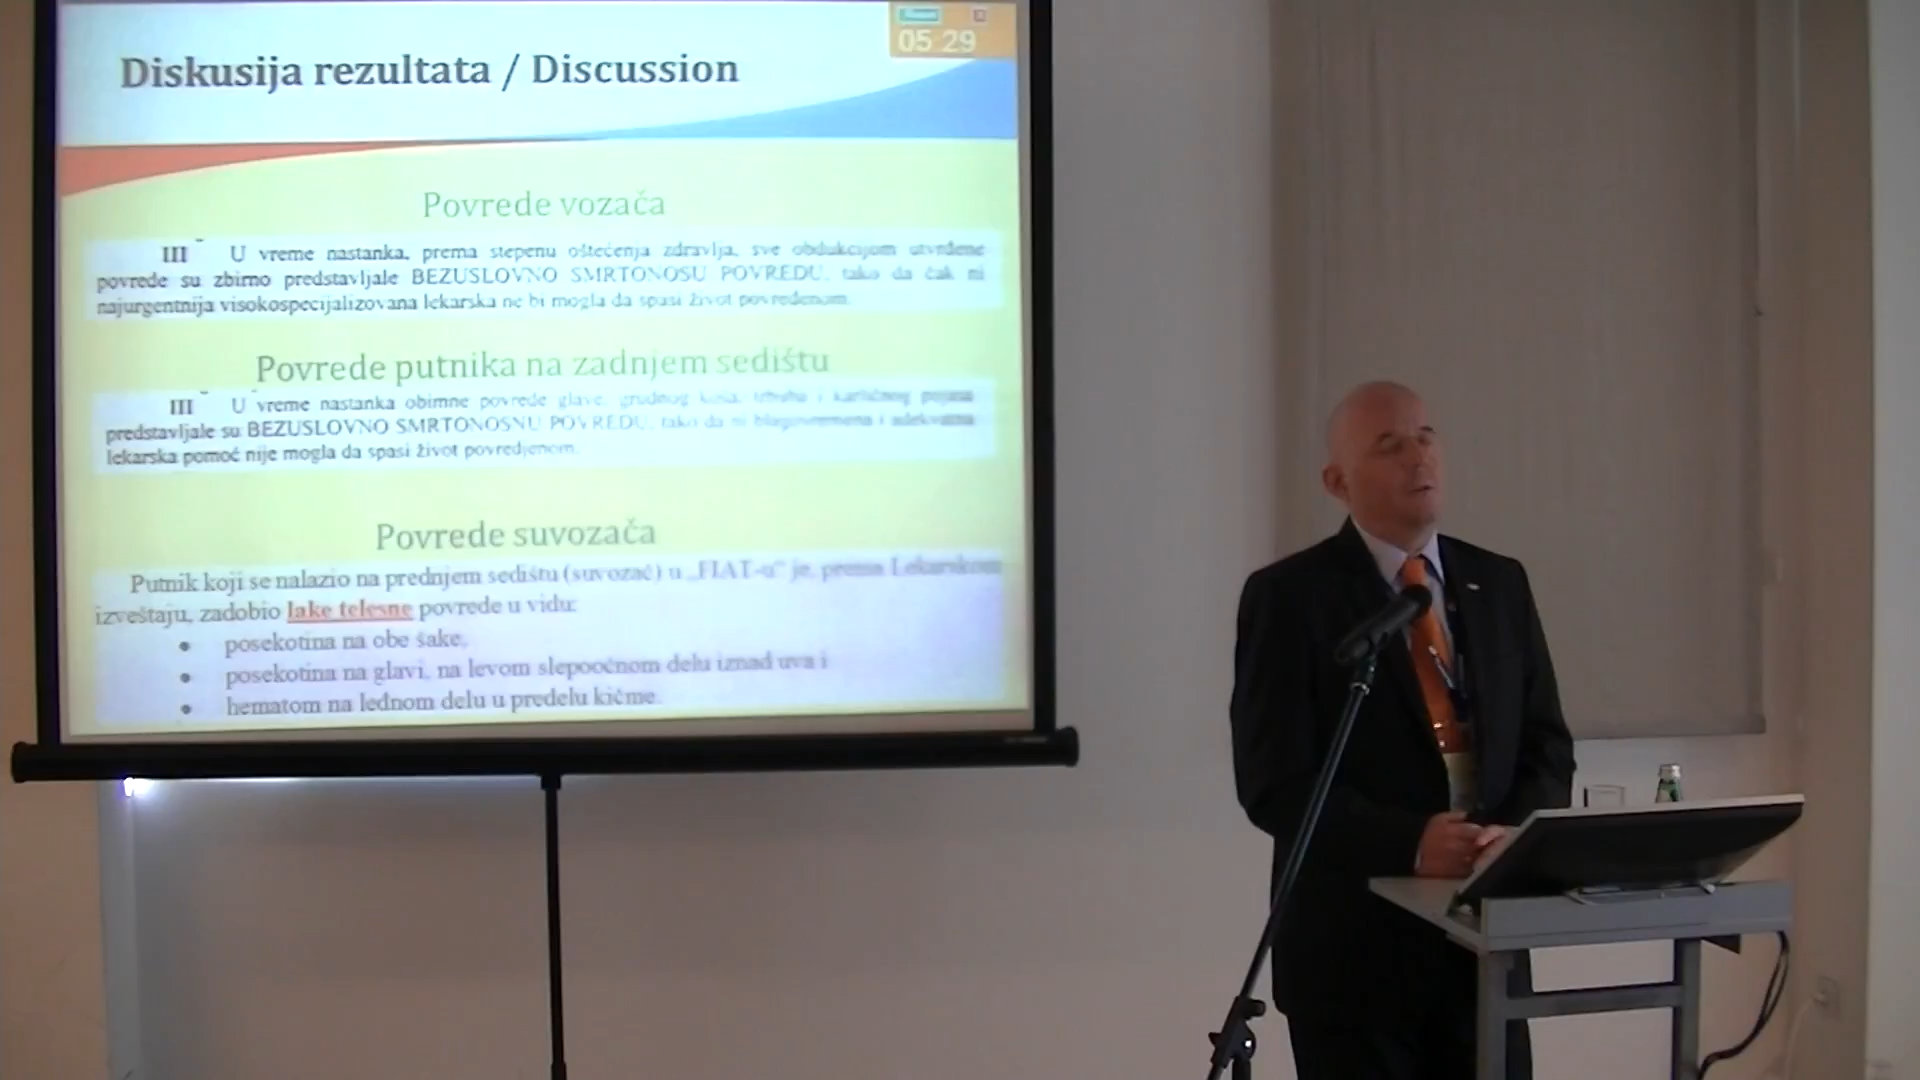 05:29
Diskusija rezultata / Discussion
Povrede vozača
III U vreme nastanka, prema stepenu oštećenja zdravlja, sve obdukcijom utvrđene
povrede su zbirno predstavljale BEZUSLOVNO SMRTONOSU POVREDU, tako da čak ni
najurgentnija visokospecijalizovana lekarska ne bi mogla da spasi život povređenom.
Povrede putnika na zadnjem sedištu
III U vreme nastanka obimne povrede glave, grudnog koša, trbuha i karličnog pojasa
predstavljale su BEZUSLOVNO SMRTONOSNU POVREDU, tako da ni blagovremena i adekvatna
lekarska pomoć nije mogla da spasi život povredjenom.
Povrede suvozača
Putnik koji se nalazio na prednjem sedištu (suvozač) u „FIAT-u“ je, prema Lekarskom
izveštaju, zadobio lake telesne povrede u vidu:
• posekotina na obe šake,
• posekotina na glavi, na levom slepoočnom delu iznad uva i
• hematom na leđnom delu u predelu kičme.